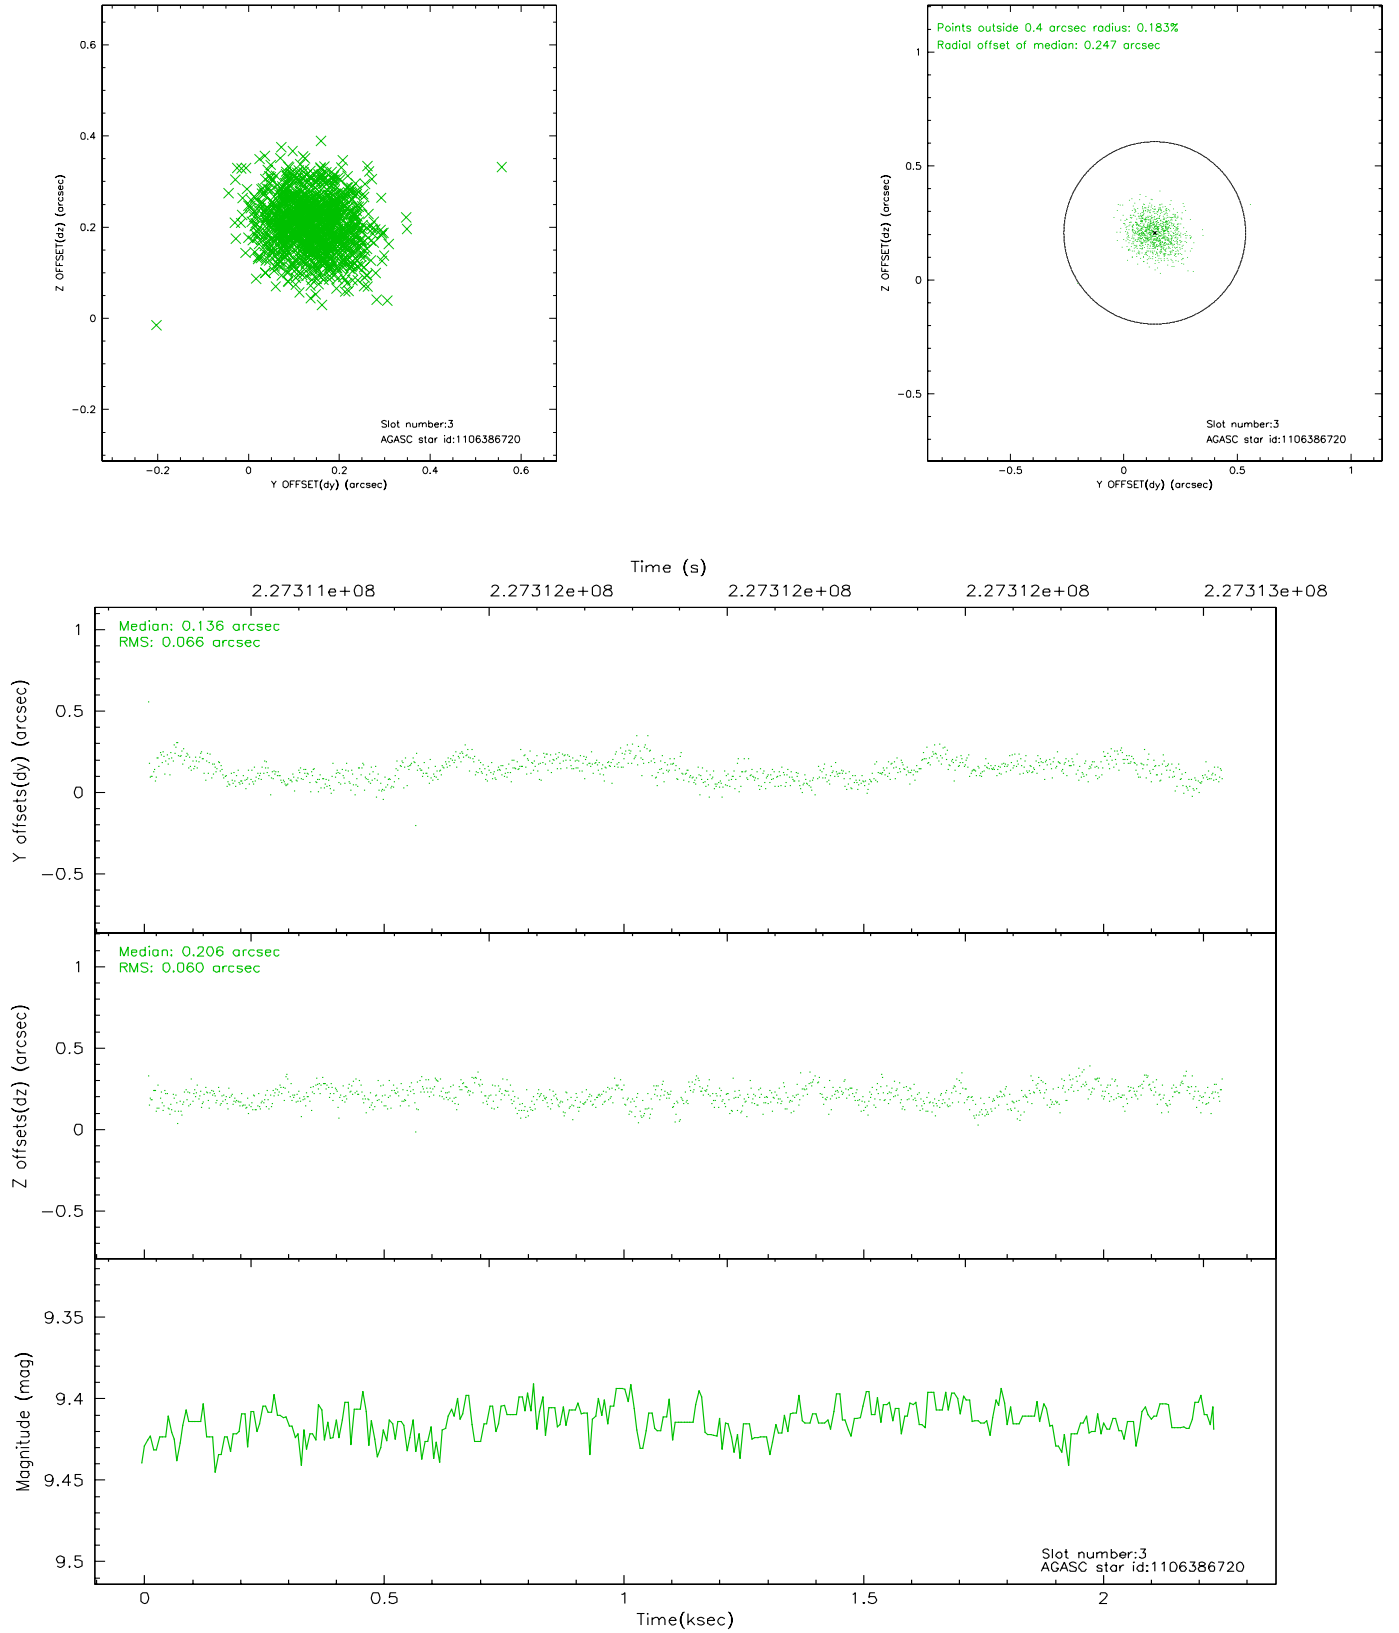 0.6
0.4
0.2
0
−0.2
Z OFFSET(dz) (arcsec)
Slot number:3
AGASC star id:1106386720
−0.2 0 0.2 0.4 0.6
Y OFFSET(dy) (arcsec)
Points outside 0.4 arcsec radius: 0.183%
Radial offset of median: 0.247 arcsec
1
0.5
0
−0.5
Z OFFSET(dz) (arcsec)
Slot number:3
AGASC star id:1106386720
−0.5 0 0.5 1
Y OFFSET(dy) (arcsec)
Time (s)
2.27311e+08 2.27312e+08 2.27312e+08 2.27312e+08 2.27313e+08
Median: 0.136 arcsec
RMS: 0.066 arcsec
1
0.5
0
−0.5
Y offsets(dy) (arcsec)
Median: 0.206 arcsec
RMS: 0.060 arcsec
1
0.5
0
−0.5
Z offsets(dz) (arcsec)
9.35
9.4
9.45
9.5
Magnitude (mag)
Slot number:3
AGASC star id:1106386720
0 0.5 1 1.5 2
Time(ksec)